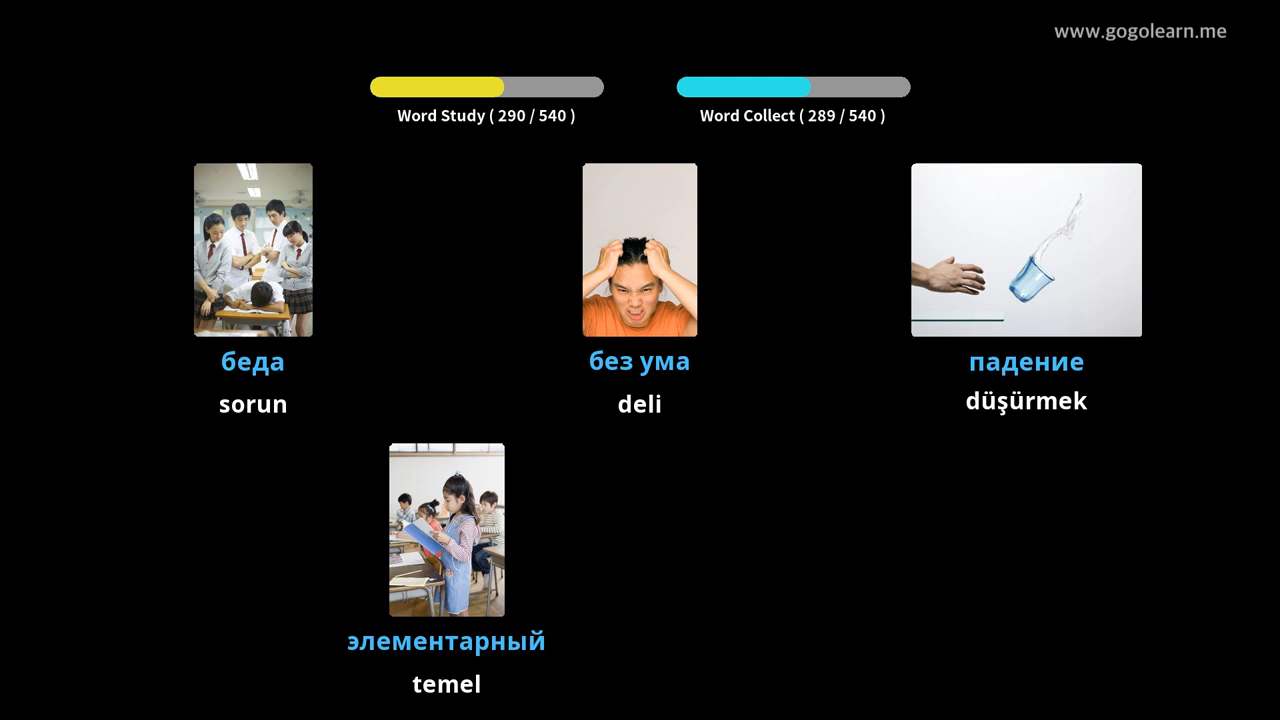 www.gogolearn.me
Word Study ( 290 / 540 )
Word Collect ( 289 / 540 )
беда
без ума
падение
sorun
deli
düşürmek
элементарный
temel